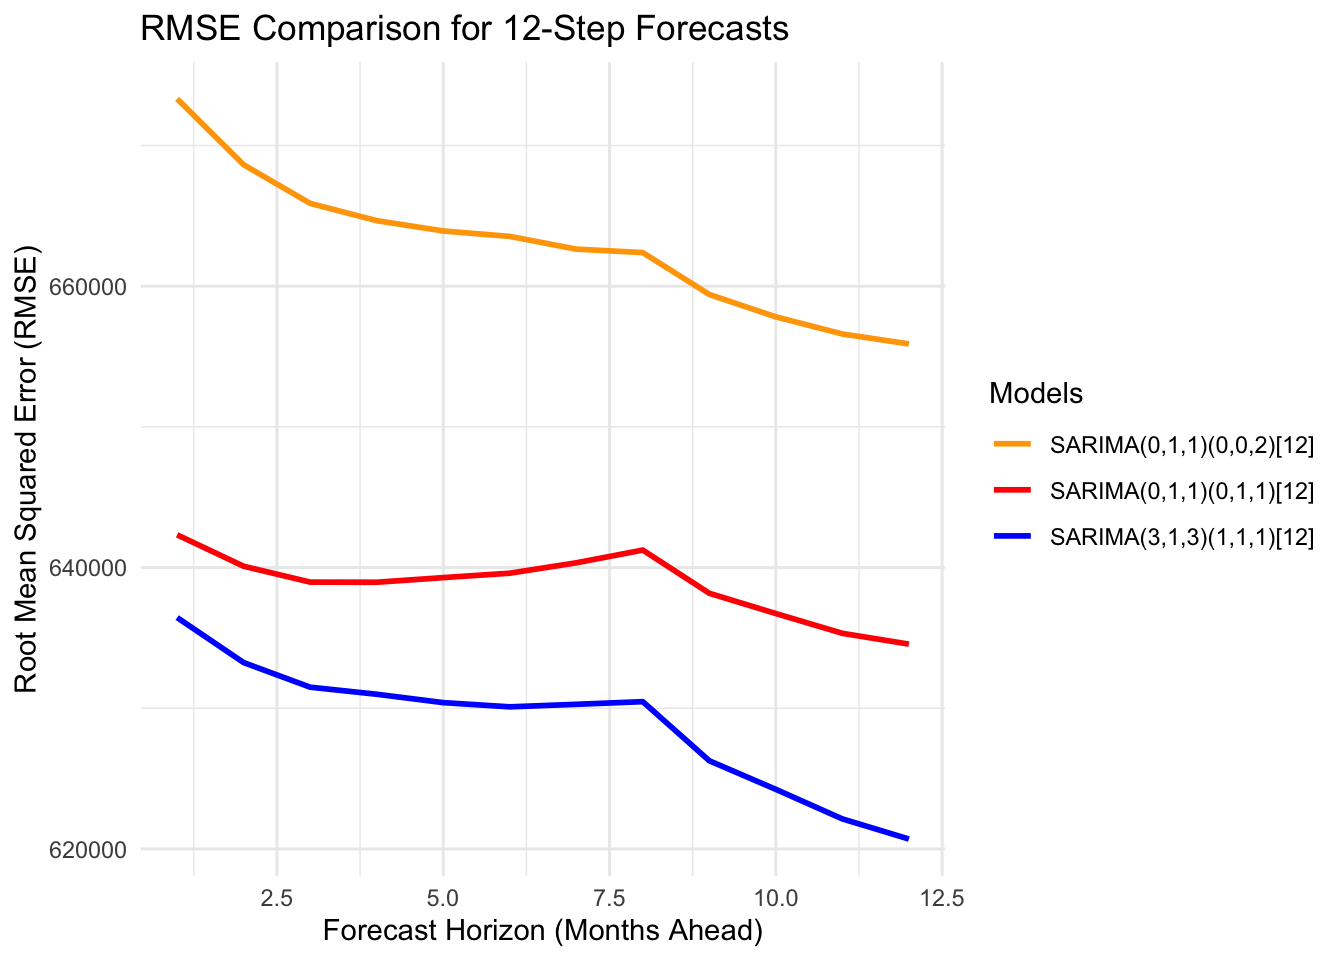 RMSE Comparison for 12-Step Forecasts
Root Mean Squared Error (RMSE)
660000
640000
620000
2.5 5.0 7.5 10.0 12.5
Forecast Horizon (Months Ahead)
Models
SARIMA(0,1,1)(0,0,2)[12]
SARIMA(0,1,1)(0,1,1)[12]
SARIMA(3,1,3)(1,1,1)[12]